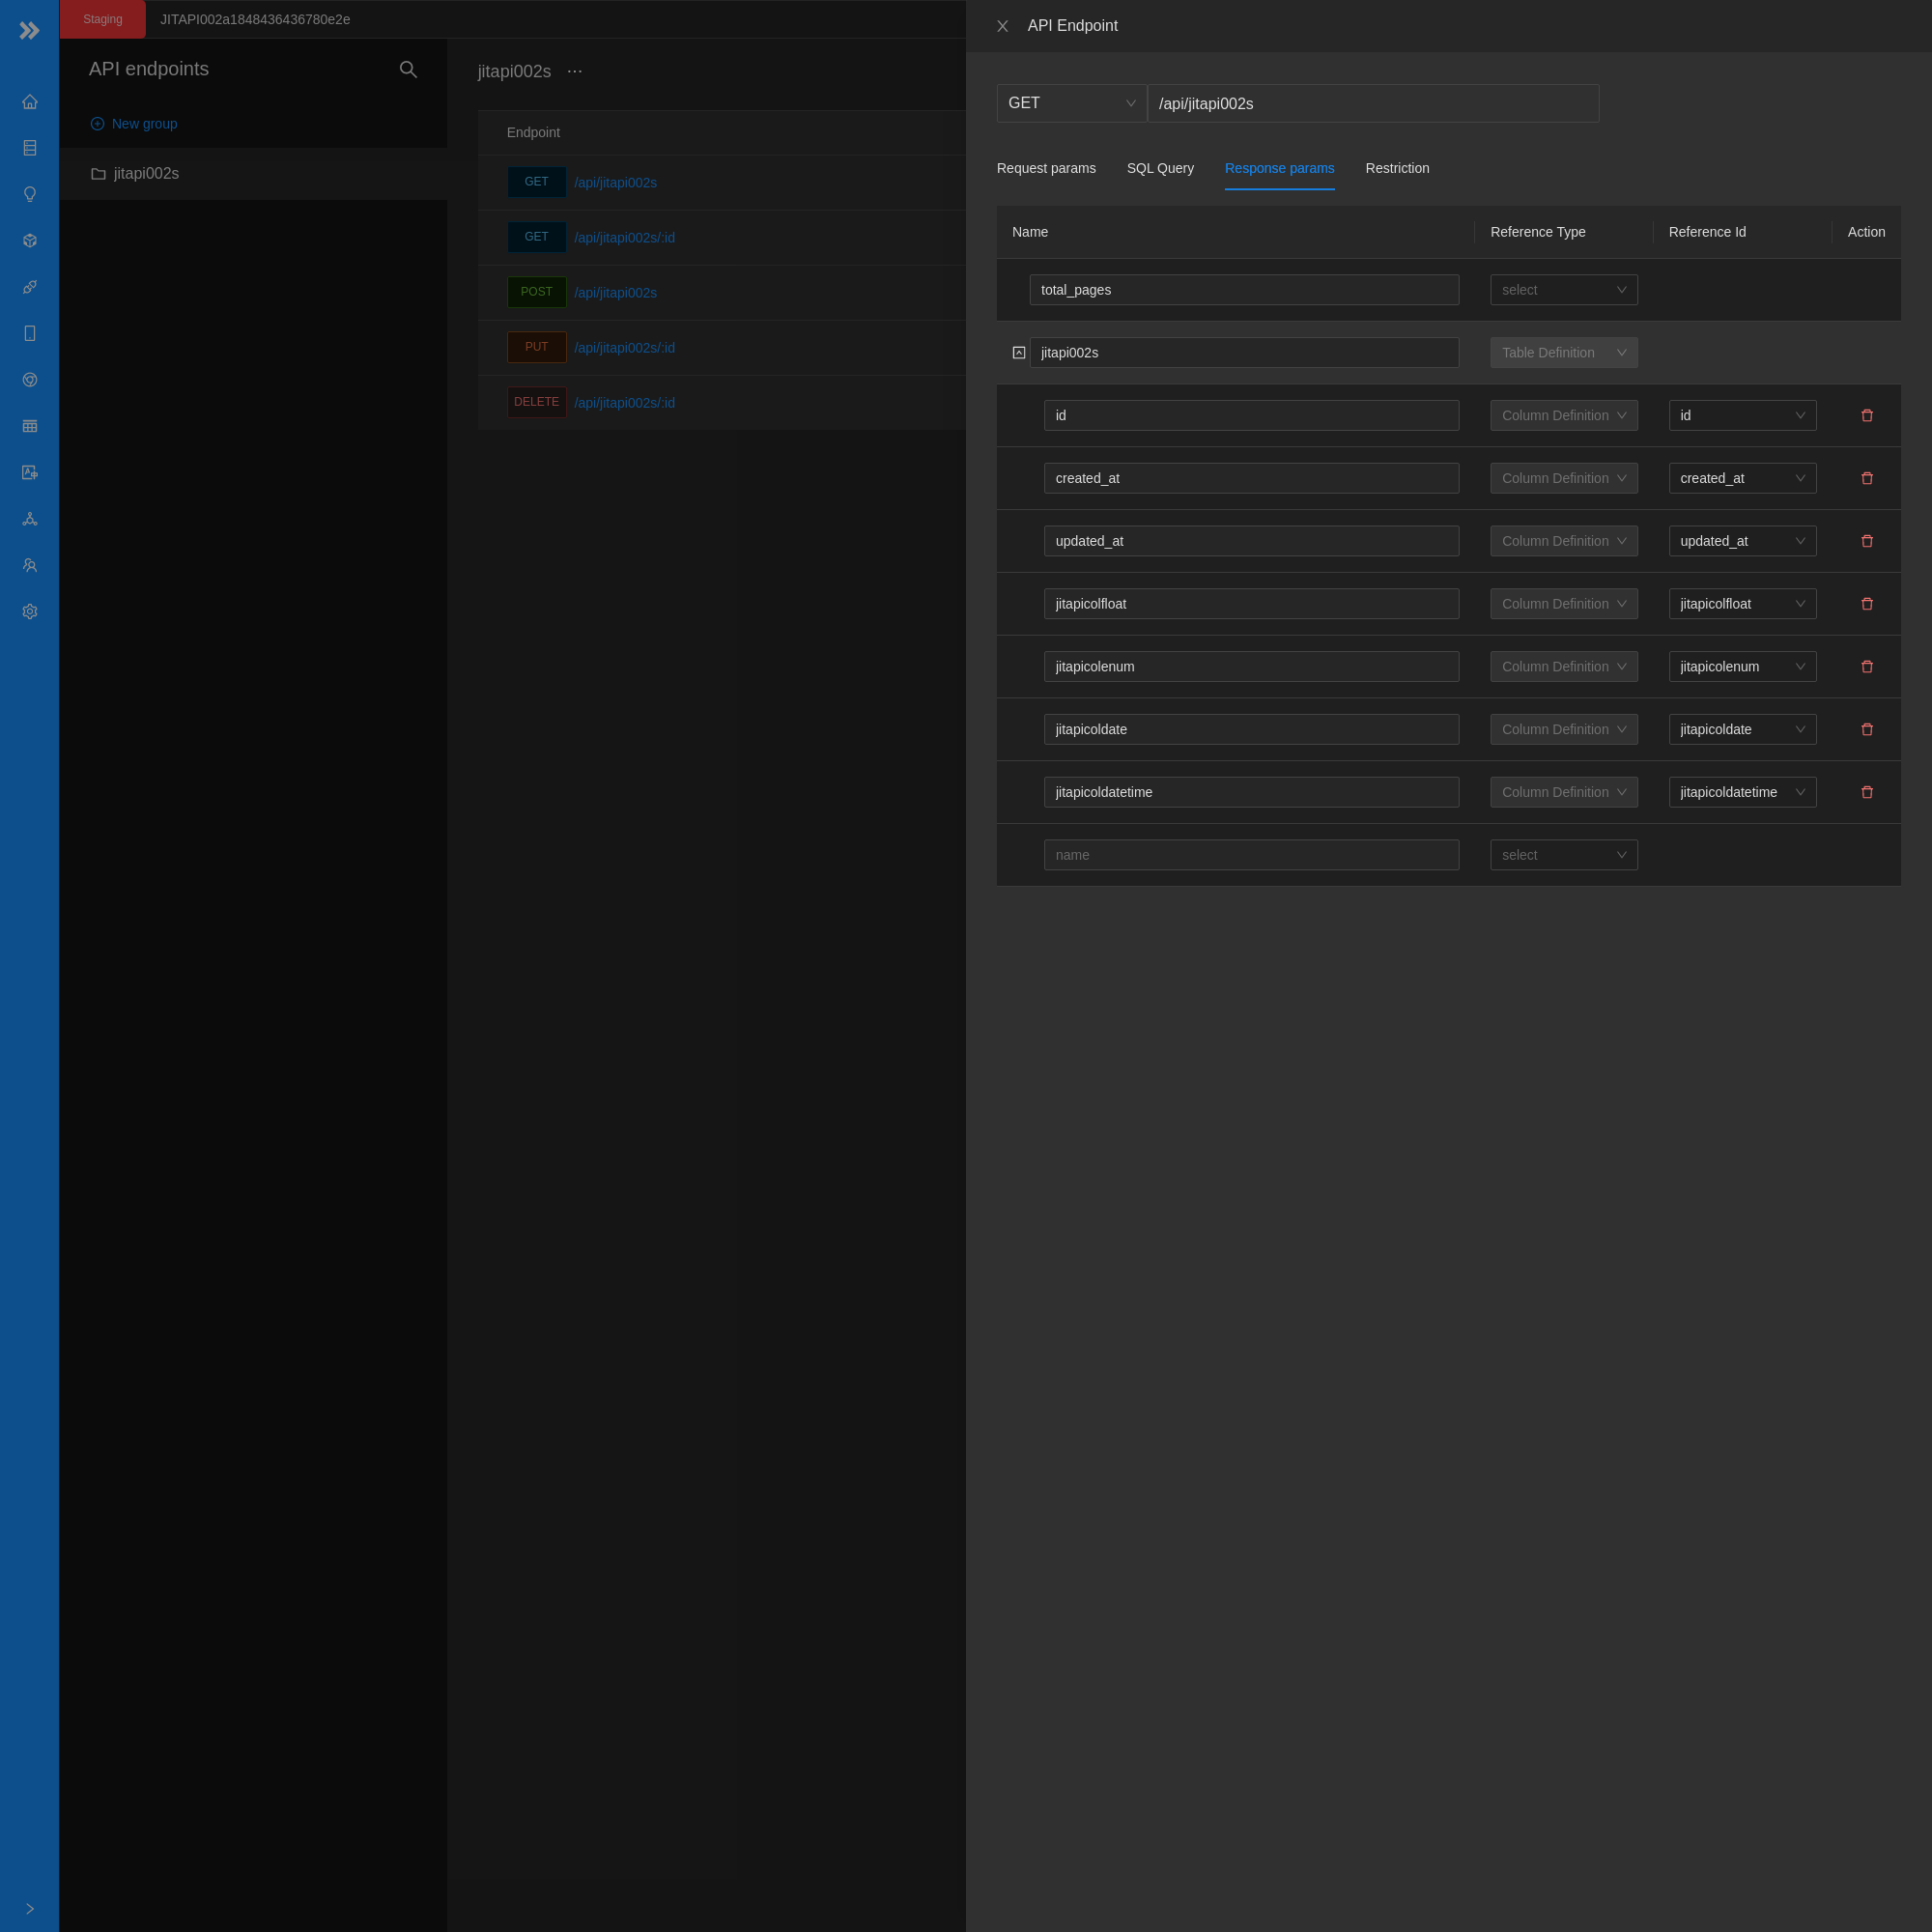 Staging
JITAPI002a1848436436780e2e
API endpoints
New group
jitapi002s
jitapi002s ···
Endpoint
GET /api/jitapi002s
GET /api/jitapi002s/:id
POST /api/jitapi002s
PUT /api/jitapi002s/:id
DELETE /api/jitapi002s/:id
API Endpoint
GET /api/jitapi002s
Request params SQL Query Response params Restriction
Name Reference Type Reference Id Action
total_pages select
jitapi002s Table Definition
id Column Definition id
created_at Column Definition created_at
updated_at Column Definition updated_at
jitapicolfloat Column Definition jitapicolfloat
jitapicolenum Column Definition jitapicolenum
jitapicoldate Column Definition jitapicoldate
jitapicoldatetime Column Definition jitapicoldatetime
name select